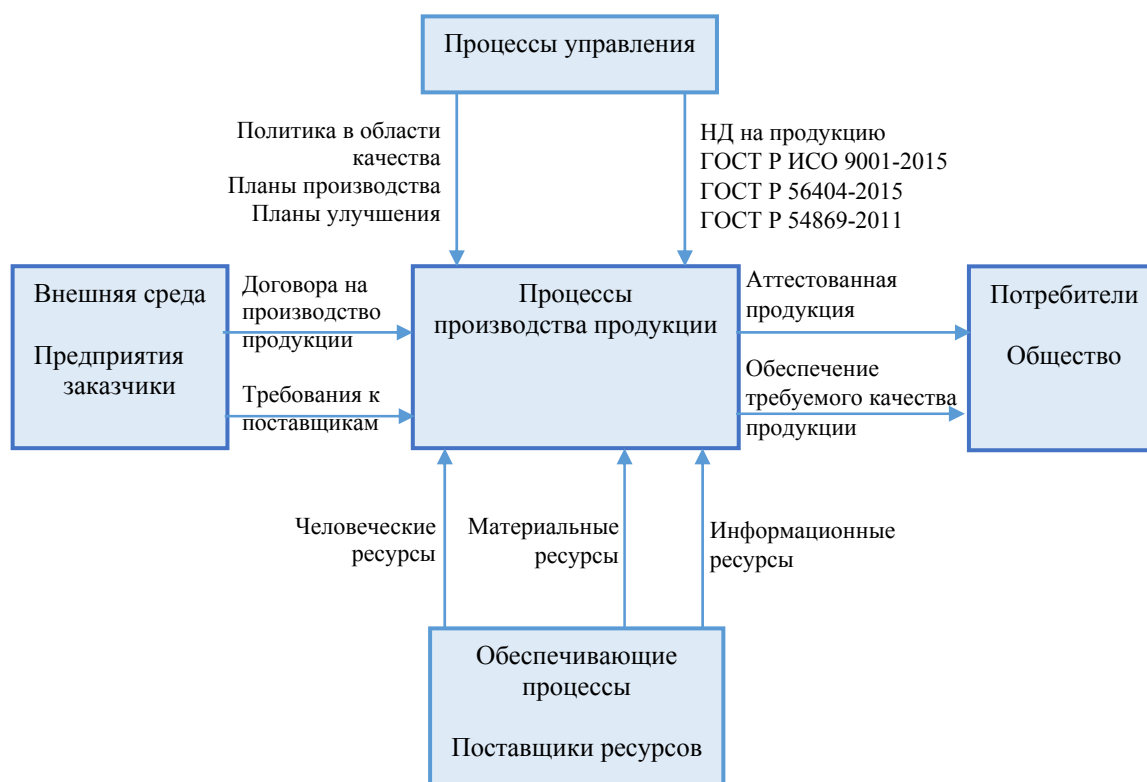 Процессы управления
Политика в области
качества
Планы производства
Планы улучшения
НД на продукцию
ГОСТ Р ИСО 9001-2015
ГОСТ Р 56404-2015
ГОСТ Р 54869-2011
Внешняя среда
Предприятия
заказчики
Договора на
производство
продукции
Требования к
поставщикам
Процессы
производства продукции
Аттестованная
продукция
Обеспечение
требуемого качества
продукции
Потребители
Общество
Человеческие
ресурсы
Материальные
ресурсы
Информационные
ресурсы
Обеспечивающие
процессы
Поставщики ресурсов